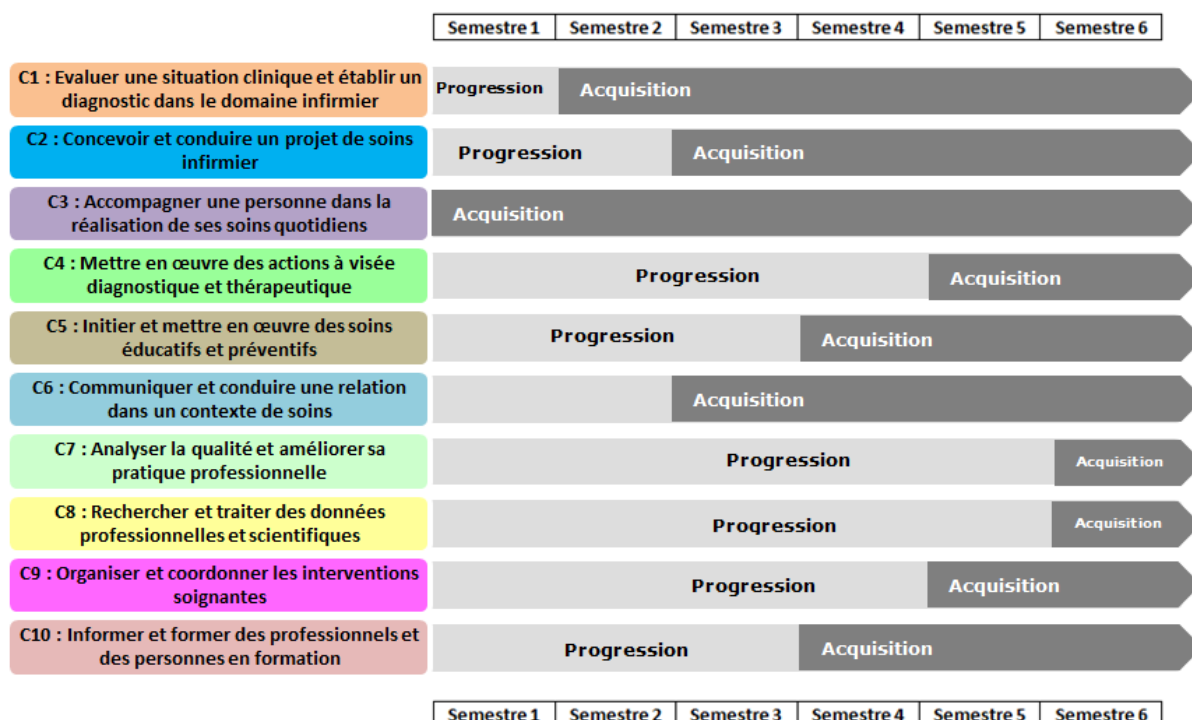 Semestre 1 Semestre 2 Semestre 3 Semestre 4 Semestre 5 Semestre 6
C1 : Evaluer une situation clinique et établir un
diagnostic dans le domaine infirmier
Progression Acquisition
C2 : Concevoir et conduire un projet de soins
infirmier
Progression Acquisition
C3 : Accompagner une personne dans la
réalisation de ses soins quotidiens
Acquisition
C4 : Mettre en œuvre des actions à visée
diagnostique et thérapeutique
Progression Acquisition
C5 : Initier et mettre en œuvre des soins
éducatifs et préventifs
Progression Acquisition
C6 : Communiquer et conduire une relation
dans un contexte de soins
Acquisition
C7 : Analyser la qualité et améliorer sa
pratique professionnelle
Progression Acquisition
C8 : Rechercher et traiter des données
professionnelles et scientifiques
Progression Acquisition
C9 : Organiser et coordonner les interventions
soignantes
Progression Acquisition
C10 : Informer et former des professionnels et
des personnes en formation
Progression Acquisition
Semestre 1 Semestre 2 Semestre 3 Semestre 4 Semestre 5 Semestre 6